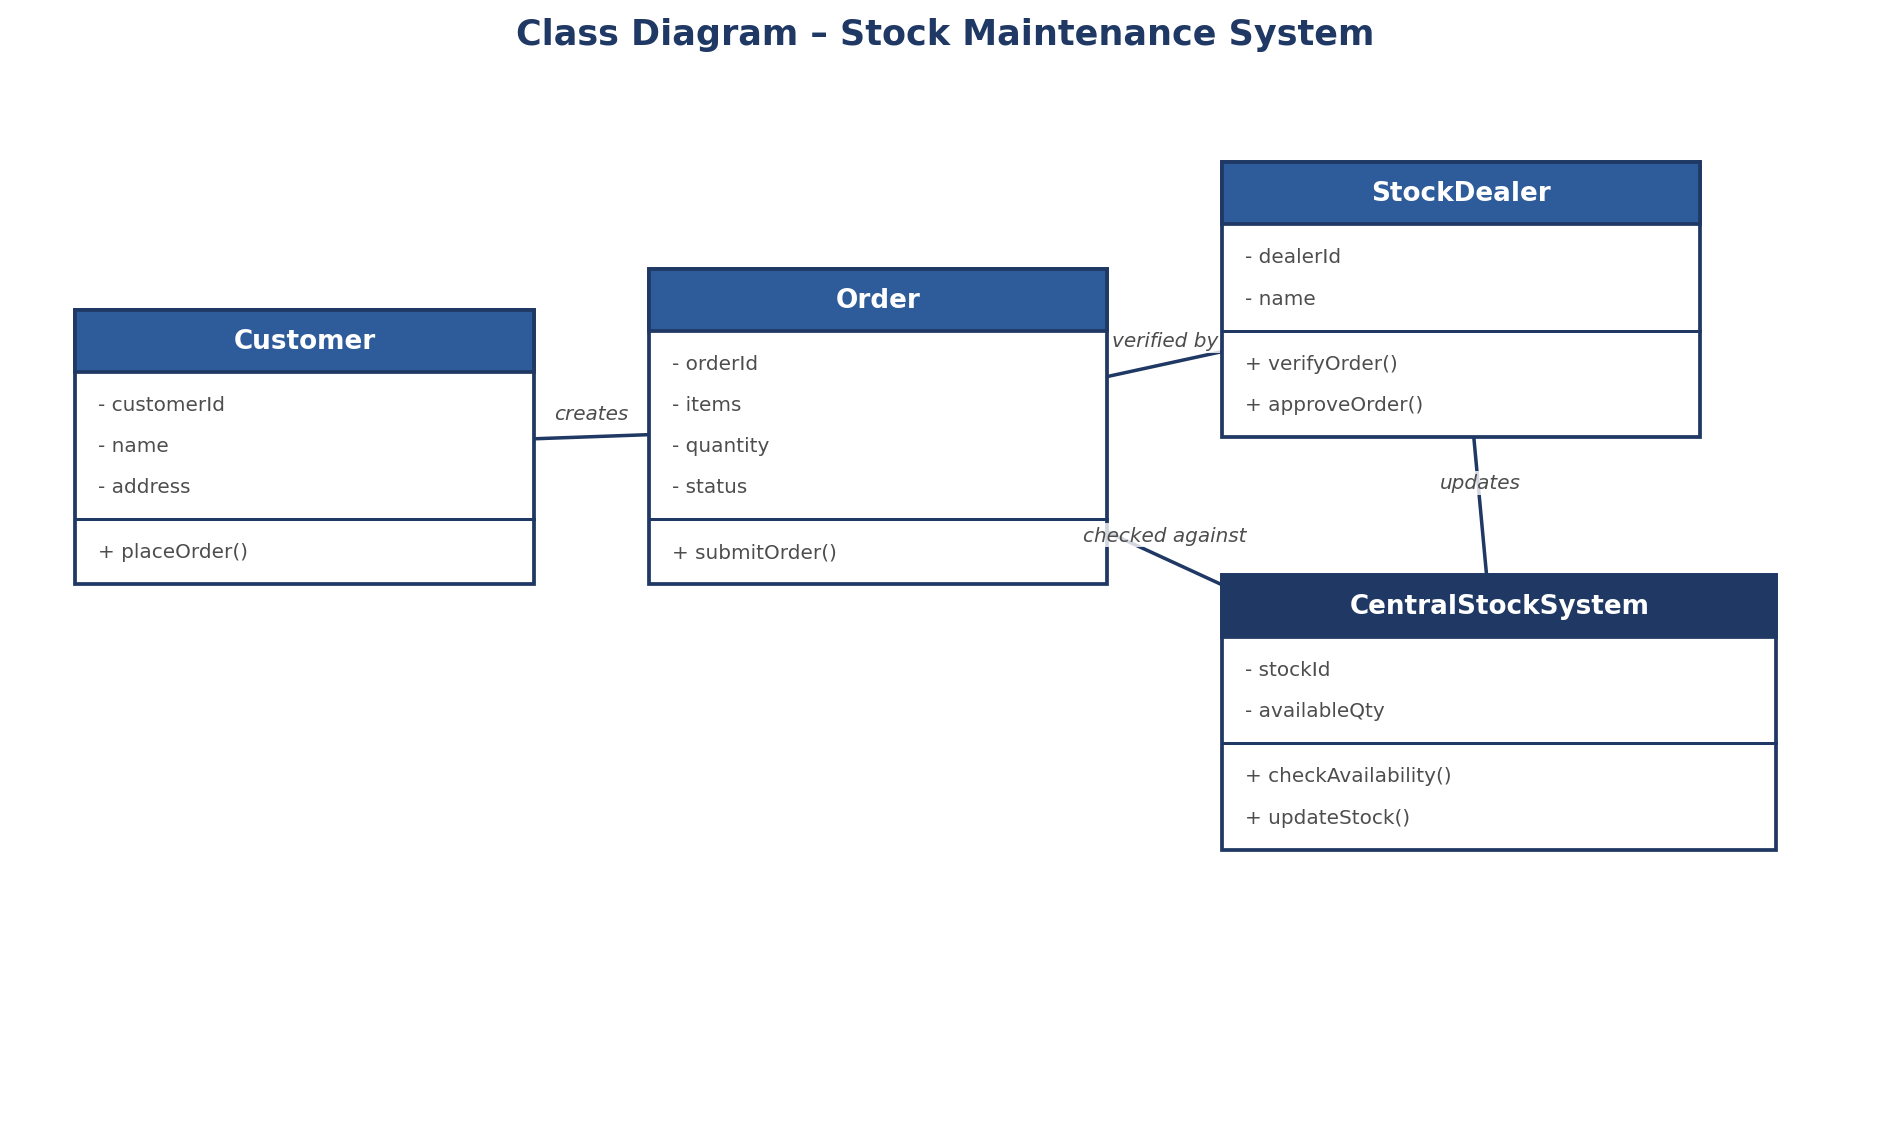 Class Diagram – Stock Maintenance System
Customer
- customerId
- name
- address
+ placeOrder()
creates
Order
- orderId
- items
- quantity
- status
+ submitOrder()
verified by
checked against
StockDealer
- dealerId
- name
+ verifyOrder()
+ approveOrder()
updates
CentralStockSystem
- stockId
- availableQty
+ checkAvailability()
+ updateStock()